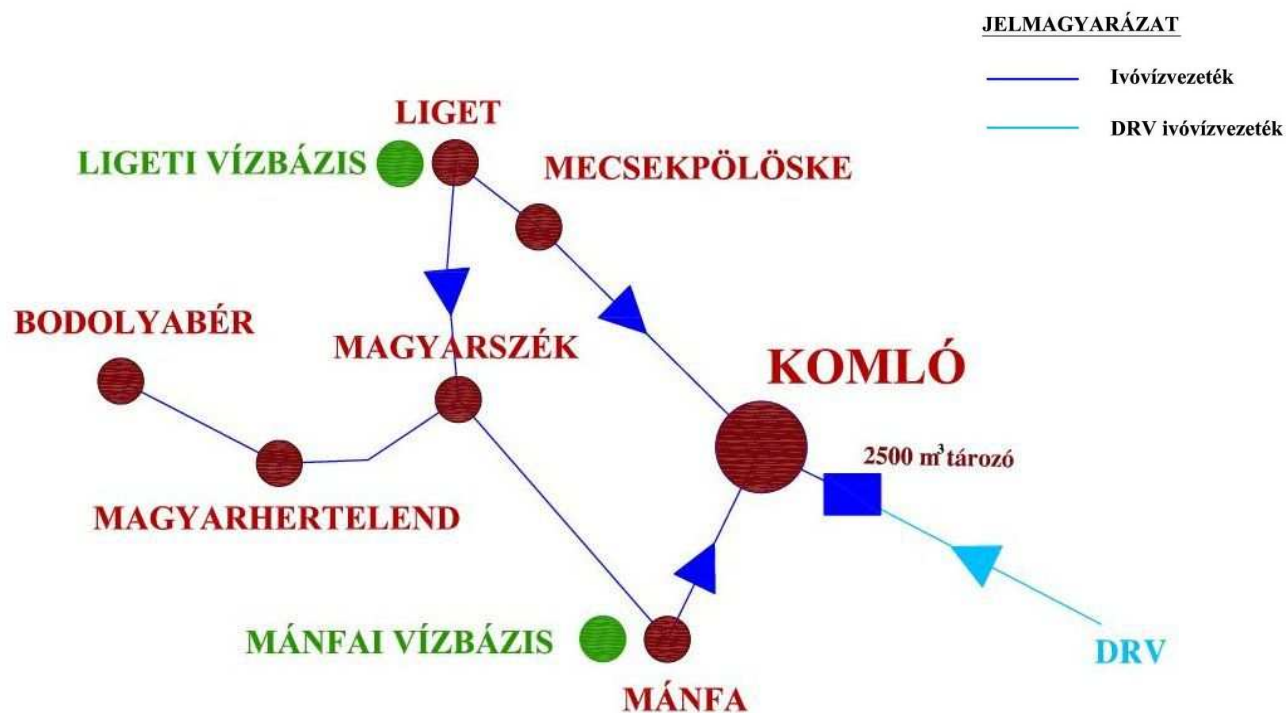 JELMAGYARÁZAT
Ivóvízvezeték
DRV ivóvízvezeték
LIGET
LIGETI VÍZBÁZIS
MECSEKPÖLÖSKE
BODOLYABÉR
MAGYARSZÉK
KOMLÓ
2500 m³ tározó
MAGYARHERTELEND
MÁNFAI VÍZBÁZIS
DRV
MÁNFA